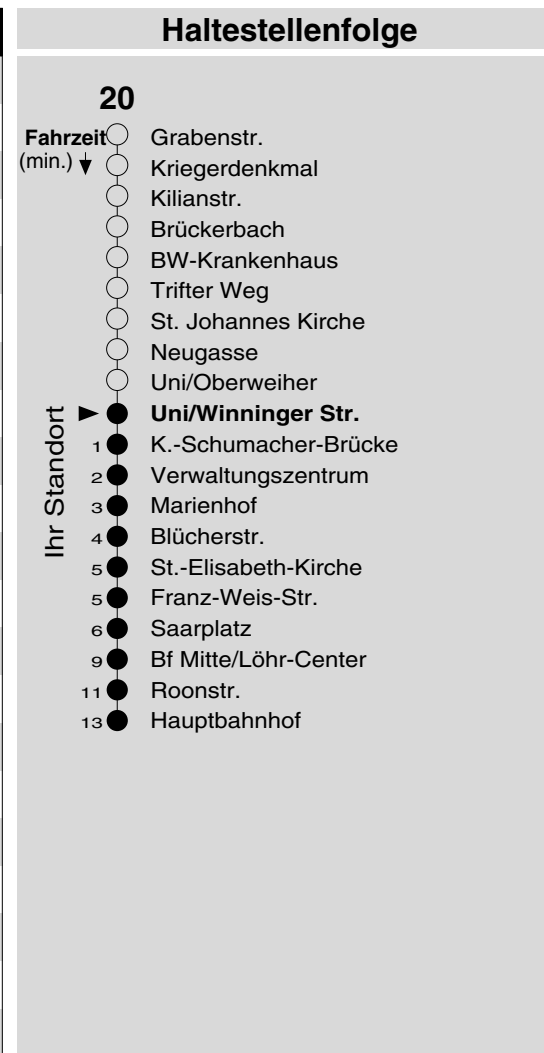 Haltestellenfolge
20
Fahrzeit
(min.)
Grabenstr.
Kriegerdenkmal
Kilianstr.
Brückerbach
BW-Krankenhaus
Trifter Weg
St. Johannes Kirche
Neugasse
Uni/Oberweiher
Ihr Standort
Uni/Winninger Str.
1 K.-Schumacher-Brücke
2 Verwaltungszentrum
3 Marienhof
4 Blücherstr.
5 St.-Elisabeth-Kirche
5 Franz-Weis-Str.
6 Saarplatz
9 Bf Mitte/Löhr-Center
11 Roonstr.
13 Hauptbahnhof